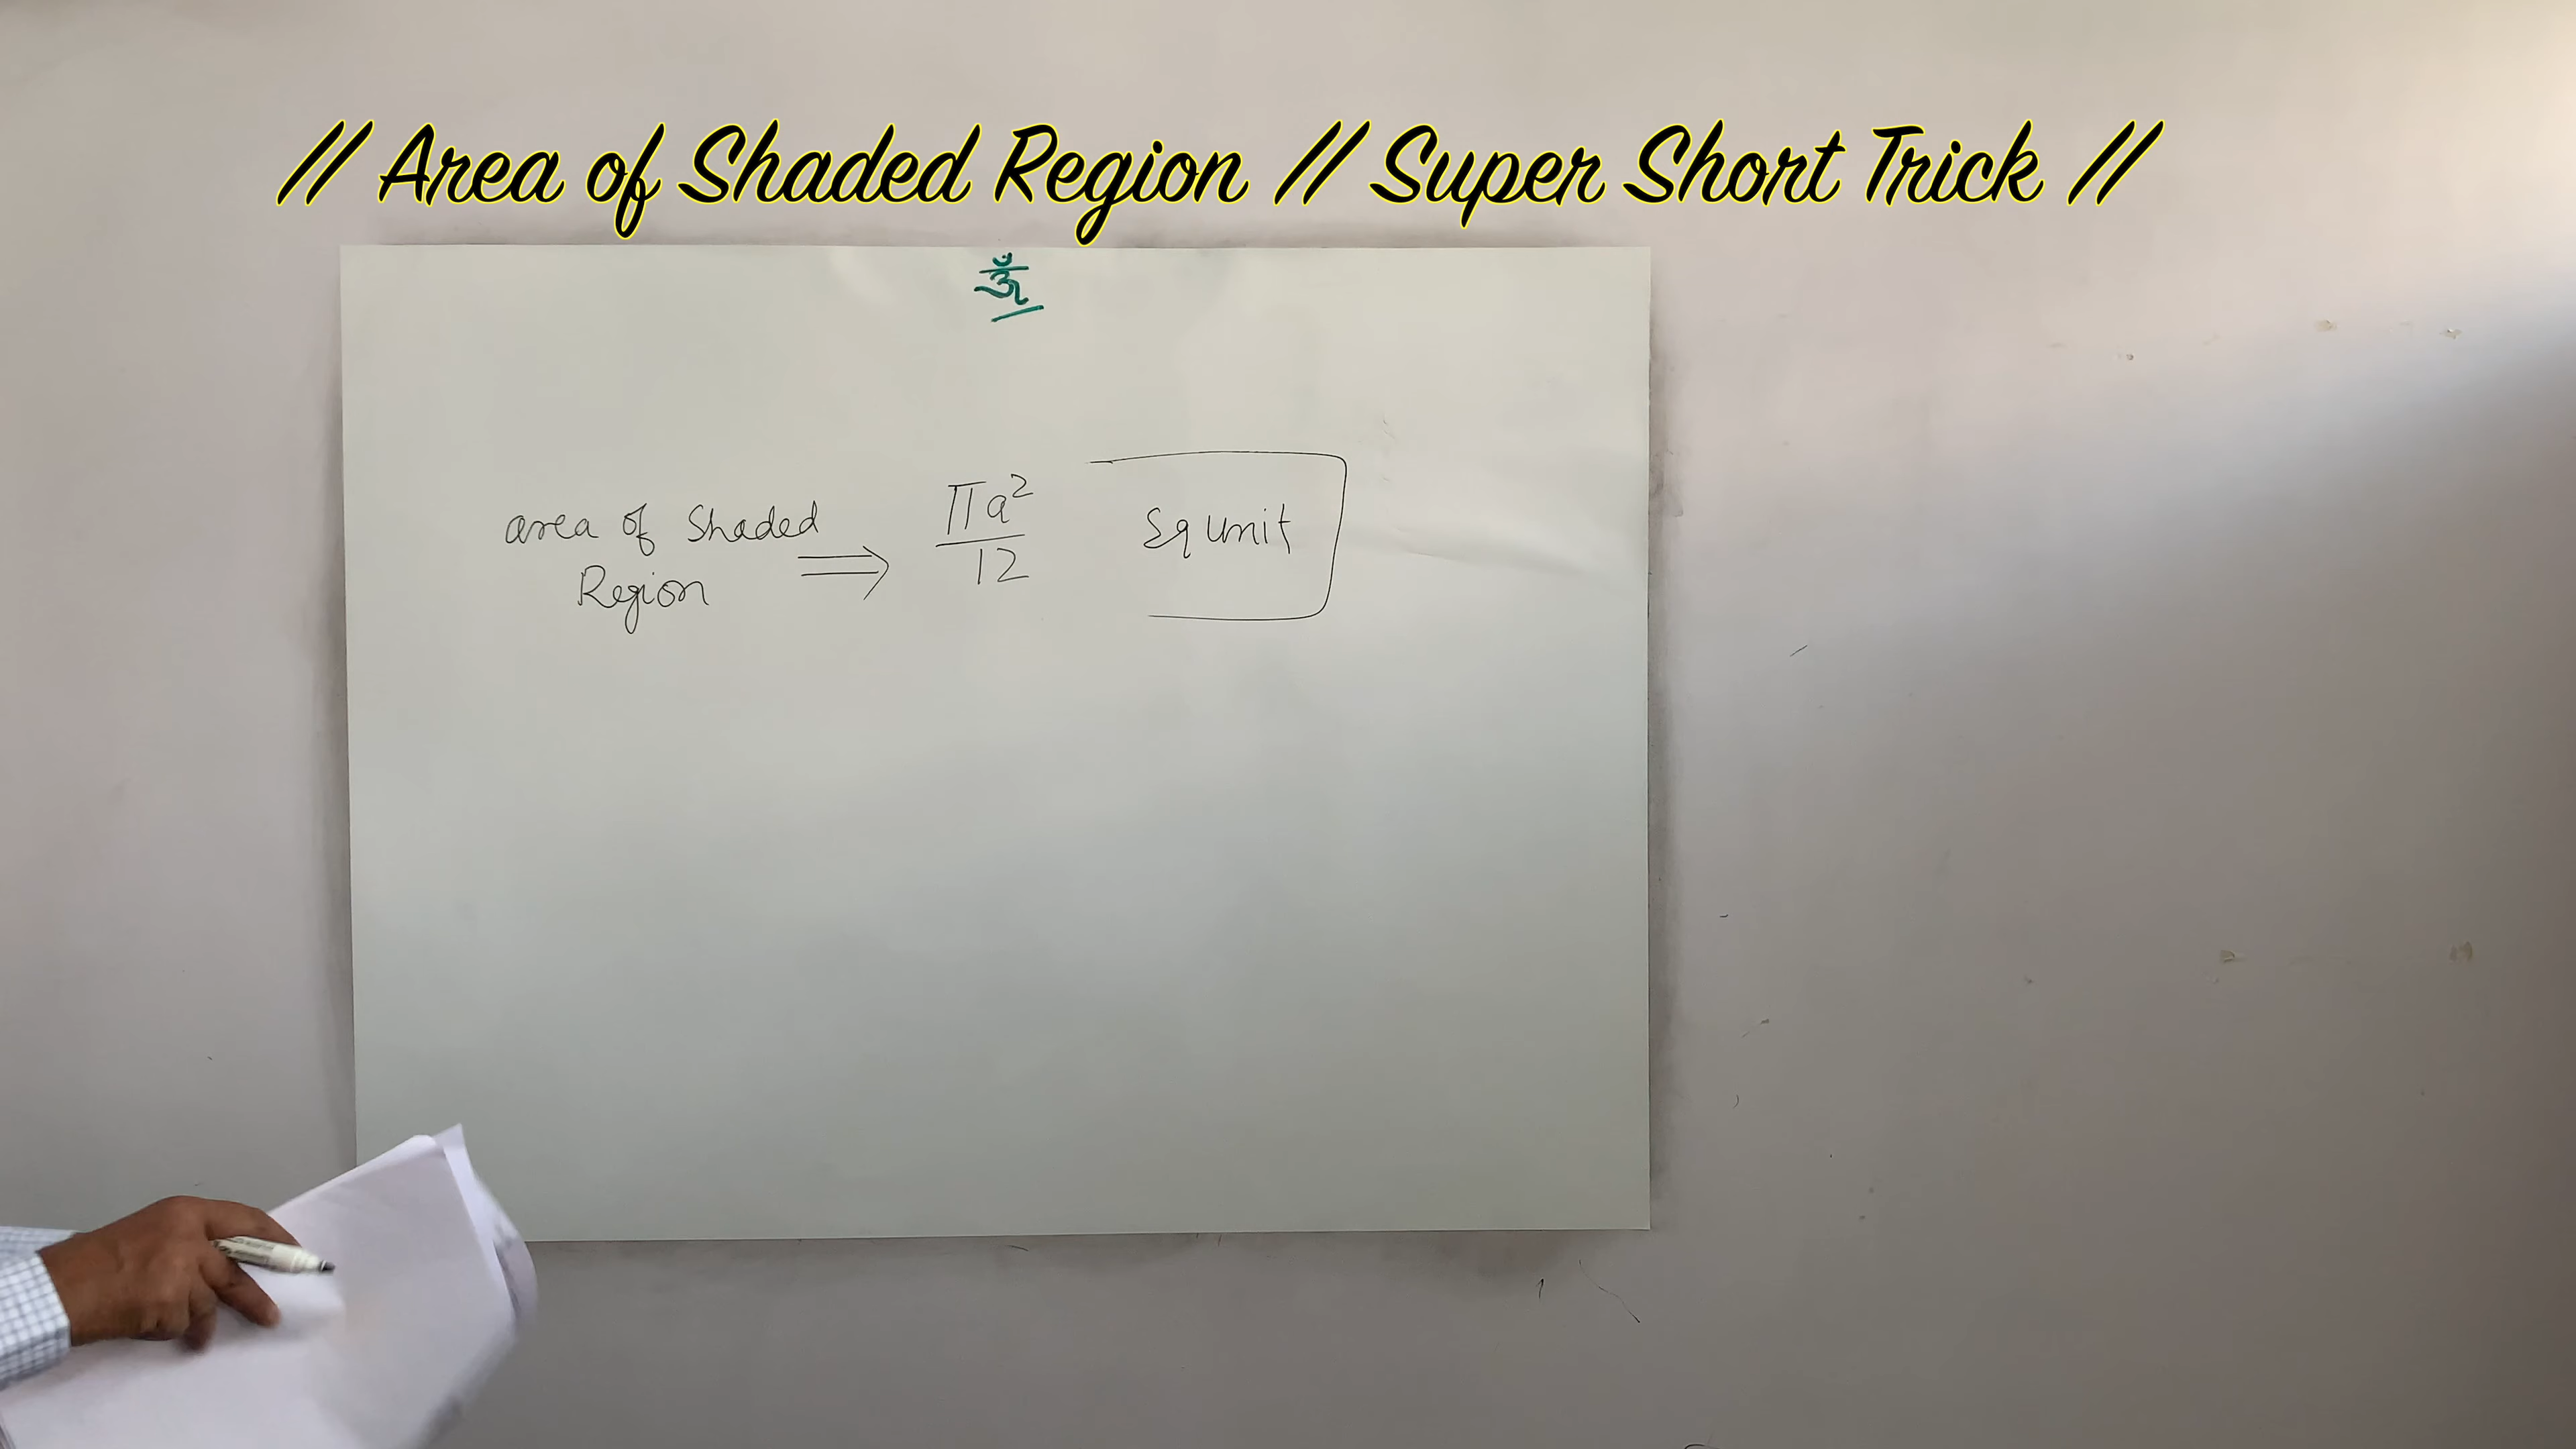 // Area of Shaded Region // Super Short Trick //
ॐ
area of Shaded
Region ⟹ πa²/12 Sq unit